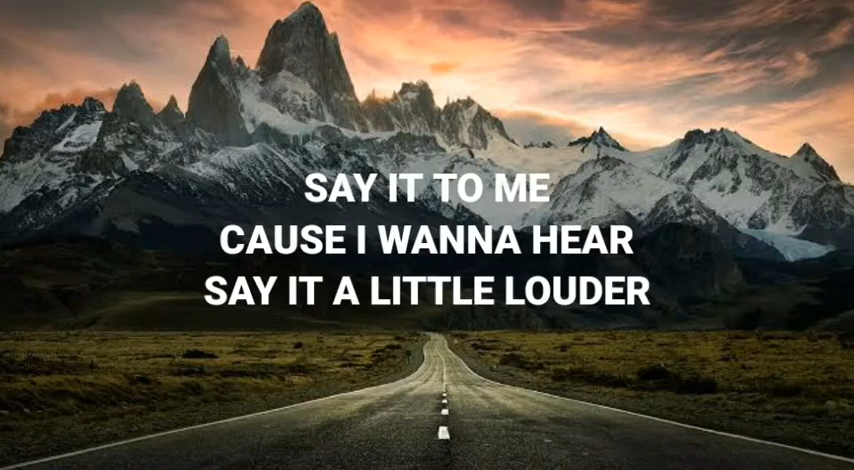 SAY IT TO ME
CAUSE I WANNA HEAR
SAY IT A LITTLE LOUDER